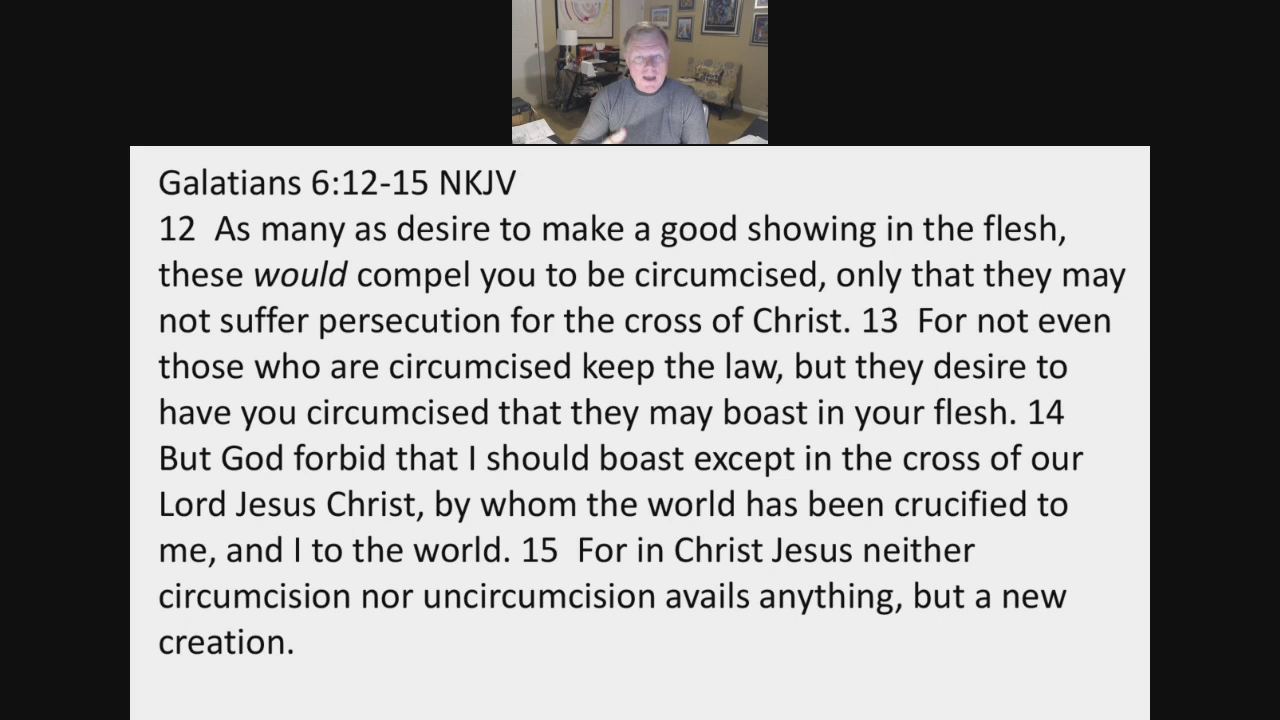 Galatians 6:12-15 NKJV
12  As many as desire to make a good showing in the flesh,
these would compel you to be circumcised, only that they may
not suffer persecution for the cross of Christ. 13  For not even
those who are circumcised keep the law, but they desire to
have you circumcised that they may boast in your flesh. 14
But God forbid that I should boast except in the cross of our
Lord Jesus Christ, by whom the world has been crucified to
me, and I to the world. 15  For in Christ Jesus neither
circumcision nor uncircumcision avails anything, but a new
creation.